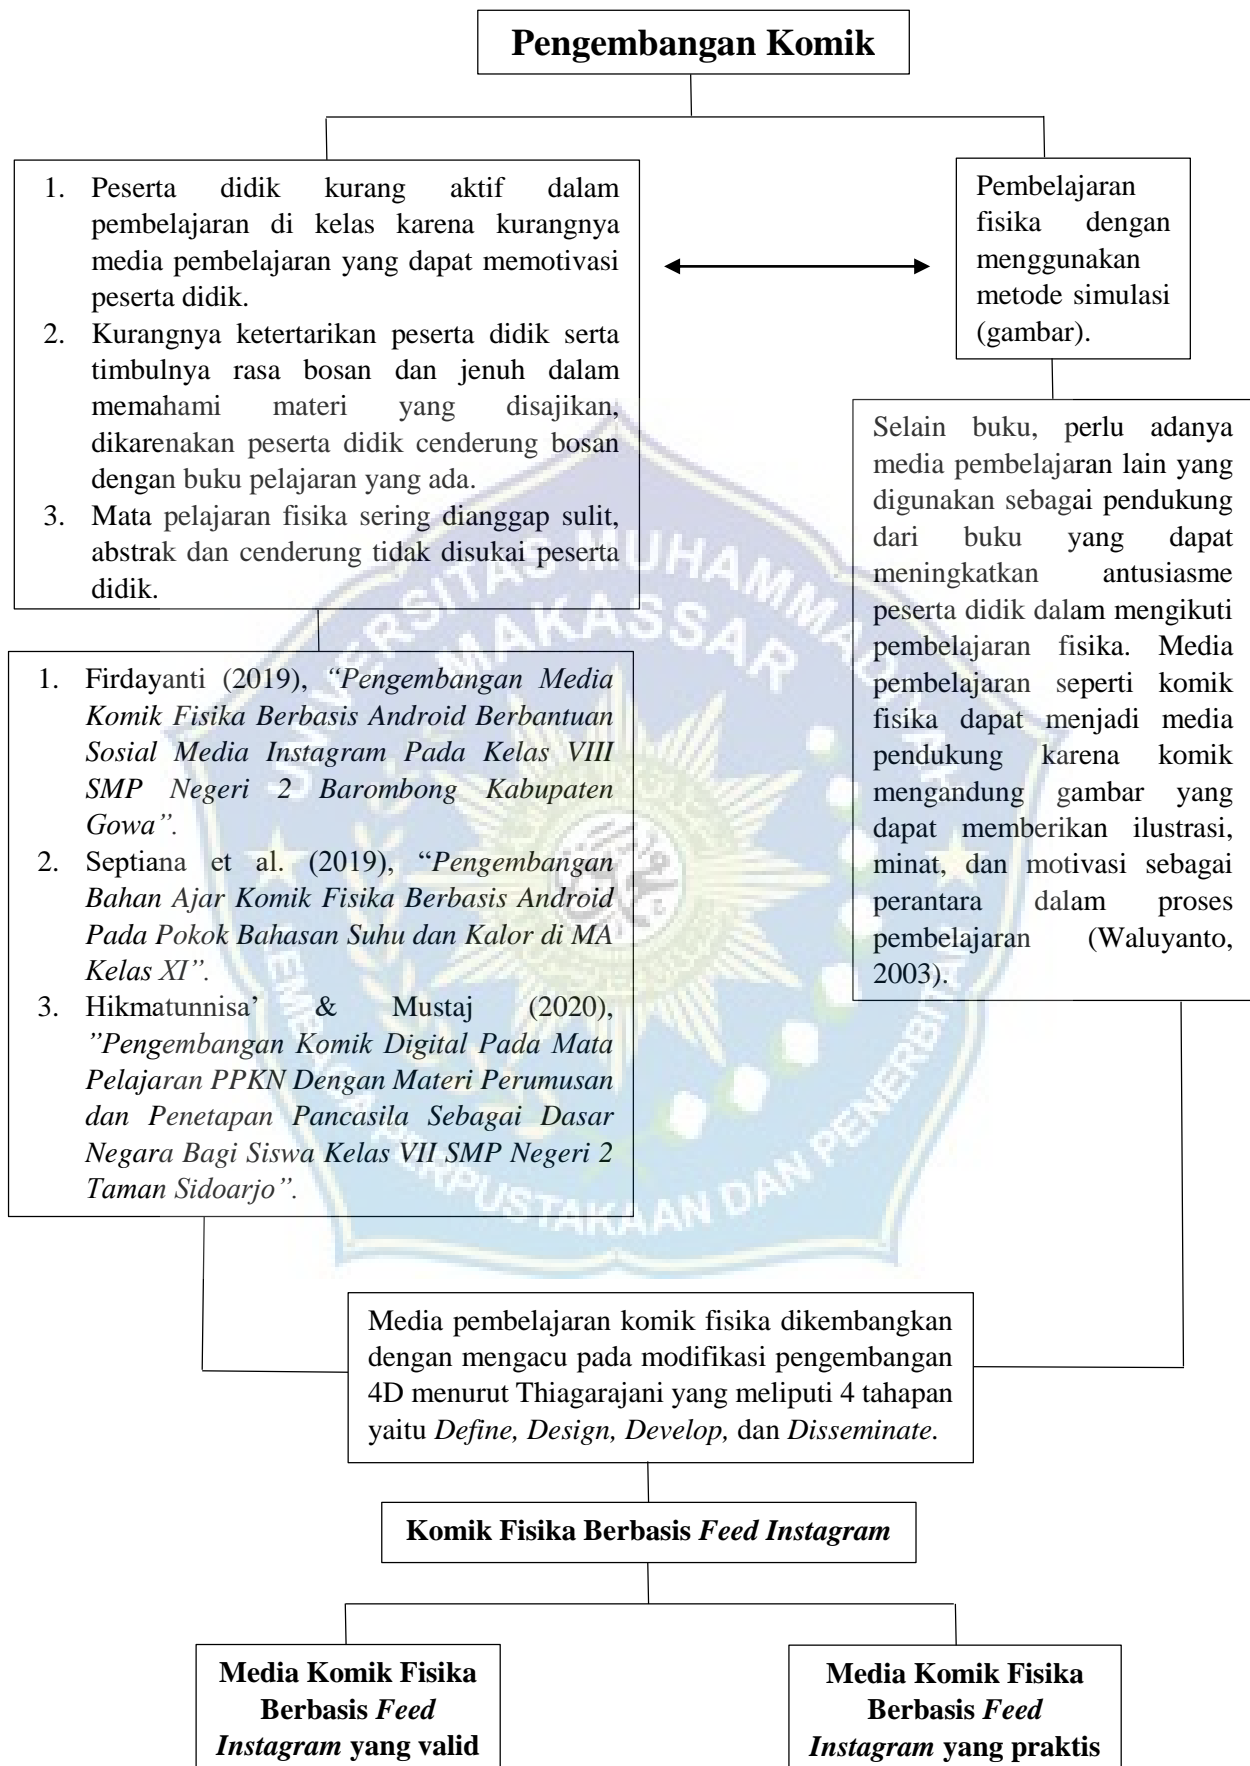 Pengembangan Komik
1. Peserta didik kurang aktif dalam
pembelajaran di kelas karena kurangnya
media pembelajaran yang dapat memotivasi
peserta didik.
2. Kurangnya ketertarikan peserta didik serta
timbulnya rasa bosan dan jenuh dalam
memahami materi yang disajikan,
dikarenakan peserta didik cenderung bosan
dengan buku pelajaran yang ada.
3. Mata pelajaran fisika sering dianggap sulit,
abstrak dan cenderung tidak disukai peserta
didik.
Pembelajaran
fisika dengan
menggunakan
metode simulasi
(gambar).
1. Firdayanti (2019), “Pengembangan Media
Komik Fisika Berbasis Android Berbantuan
Sosial Media Instagram Pada Kelas VIII
SMP Negeri 2 Barombong Kabupaten
Gowa”.
2. Septiana et al. (2019), “Pengembangan
Bahan Ajar Komik Fisika Berbasis Android
Pada Pokok Bahasan Suhu dan Kalor di MA
Kelas XI”.
3. Hikmatunnisa’ & Mustaj (2020),
”Pengembangan Komik Digital Pada Mata
Pelajaran PPKN Dengan Materi Perumusan
dan Penetapan Pancasila Sebagai Dasar
Negara Bagi Siswa Kelas VII SMP Negeri 2
Taman Sidoarjo”.
Selain buku, perlu adanya
media pembelajaran lain yang
digunakan sebagai pendukung
dari buku yang dapat
meningkatkan antusiasme
peserta didik dalam mengikuti
pembelajaran fisika. Media
pembelajaran seperti komik
fisika dapat menjadi media
pendukung karena komik
mengandung gambar yang
dapat memberikan ilustrasi,
minat, dan motivasi sebagai
perantara dalam proses
pembelajaran (Waluyanto,
2003).
UNIVERSITAS MUHAMMADIYAH
MAKASSAR
LEMBAGA PERPUSTAKAAN DAN PENERBITAN
Media pembelajaran komik fisika dikembangkan
dengan mengacu pada modifikasi pengembangan
4D menurut Thiagarajani yang meliputi 4 tahapan
yaitu Define, Design, Develop, dan Disseminate.
Komik Fisika Berbasis Feed Instagram
Media Komik Fisika
Berbasis Feed
Instagram yang valid
Media Komik Fisika
Berbasis Feed
Instagram yang praktis